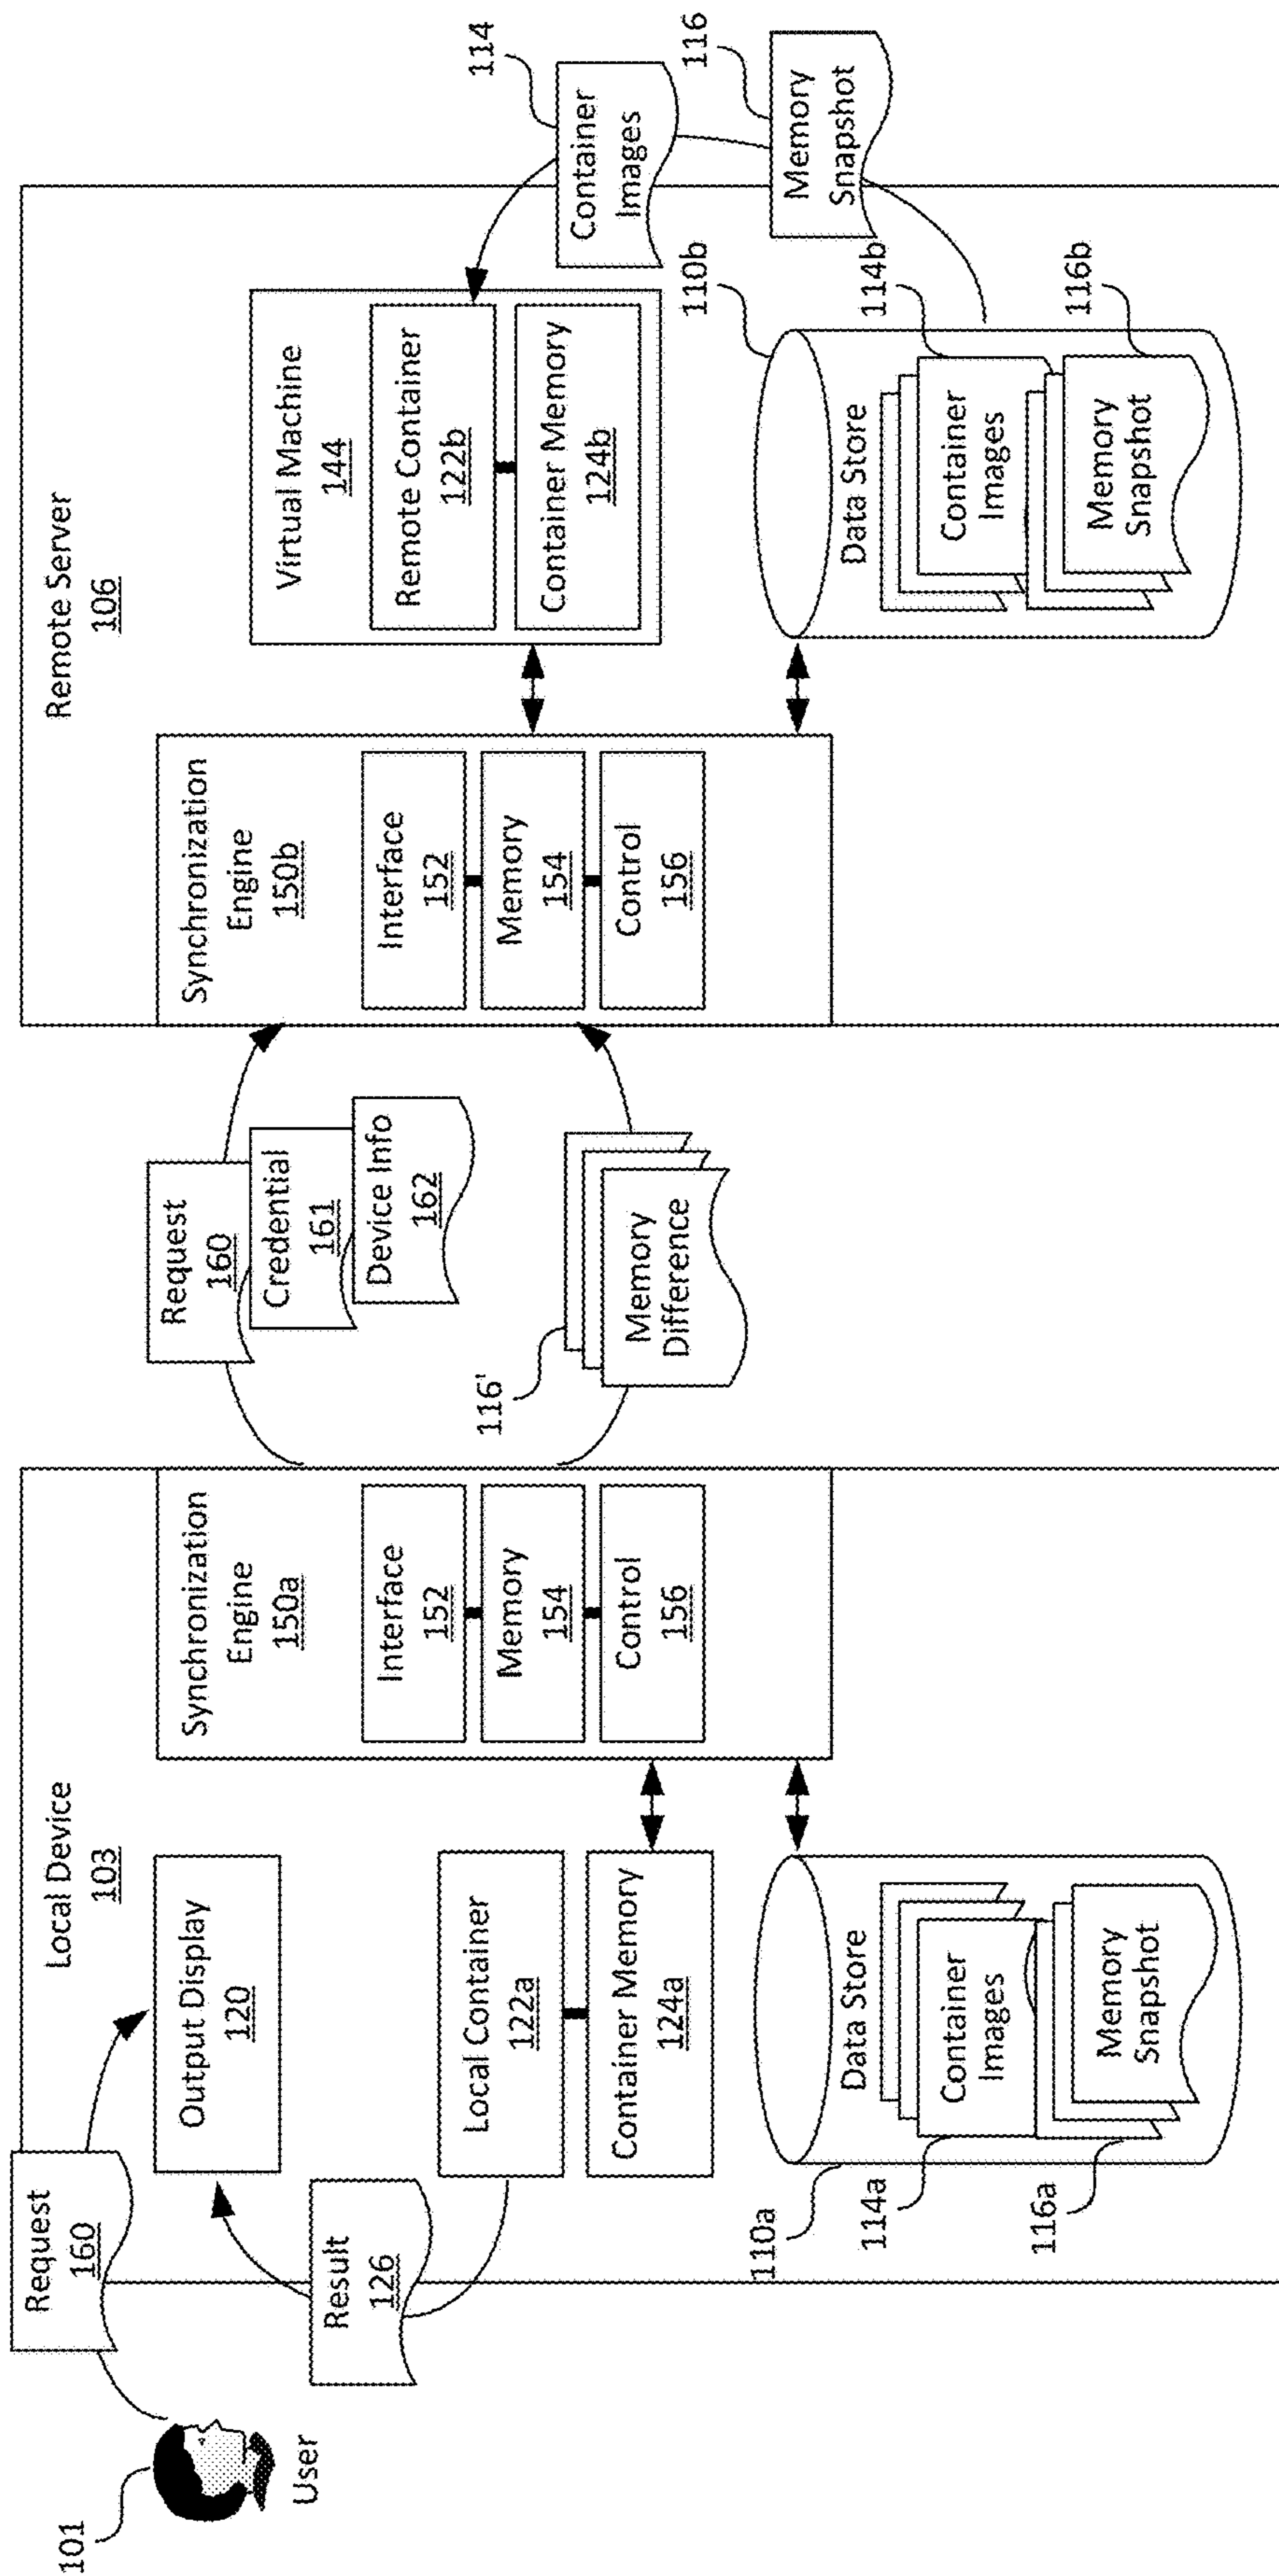 101
User
Request
160
Result
126
Local Device
103
Output Display
120
Local Container
122a
Container Memory
124a
110a
Data Store
114a
Container
Images
116a
Memory
Snapshot
Synchronization
Engine
150a
Interface
152
Memory
154
Control
156
Request
160
Credential
161
Device Info
162
116'
Memory
Difference
Remote Server
106
Synchronization
Engine
150b
Interface
152
Memory
154
Control
156
Virtual Machine
144
Remote Container
122b
Container Memory
124b
110b
Data Store
114b
Container
Images
116b
Memory
Snapshot
114
Container
Images
116
Memory
Snapshot